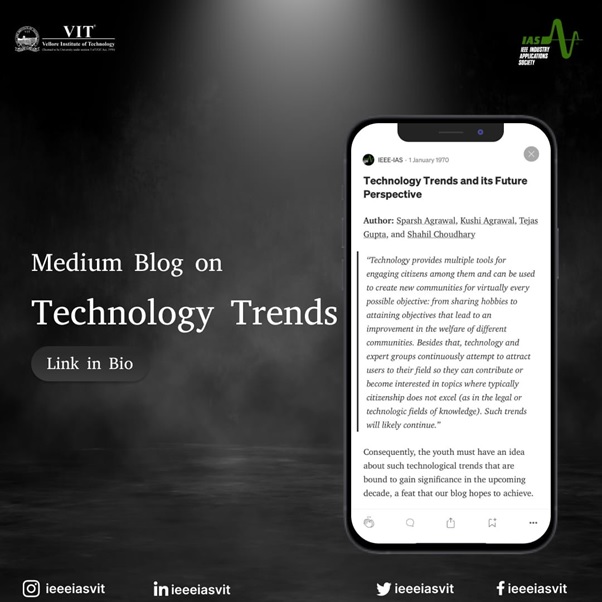 VIT
Vellore Institute of Technology
IAS
IEEE INDUSTRY
APPLICATIONS
SOCIETY
Medium Blog on
Technology Trends
Link in Bio
IEEE-IAS · 1 January 1970
Technology Trends and its Future
Perspective
Author: Sparsh Agrawal, Kushi Agrawal, Tejas
Gupta, and Shahil Choudhary
“Technology provides multiple tools for
engaging citizens among them and can be used
to create new communities for virtually every
possible objective: from sharing hobbies to
attaining objectives that lead to an
improvement in the welfare of different
communities. Besides that, technology and
expert groups continuously attempt to attract
users to their field so they can contribute or
become interested in topics where typically
citizenship does not excel (as in the legal or
technologic fields of knowledge). Such trends
will likely continue.”
Consequently, the youth must have an idea
about such technological trends that are
bound to gain significance in the upcoming
decade, a feat that our blog hopes to achieve.
ieeeiasvit
ieeeiasvit
ieeeiasvit
ieeeiasvit